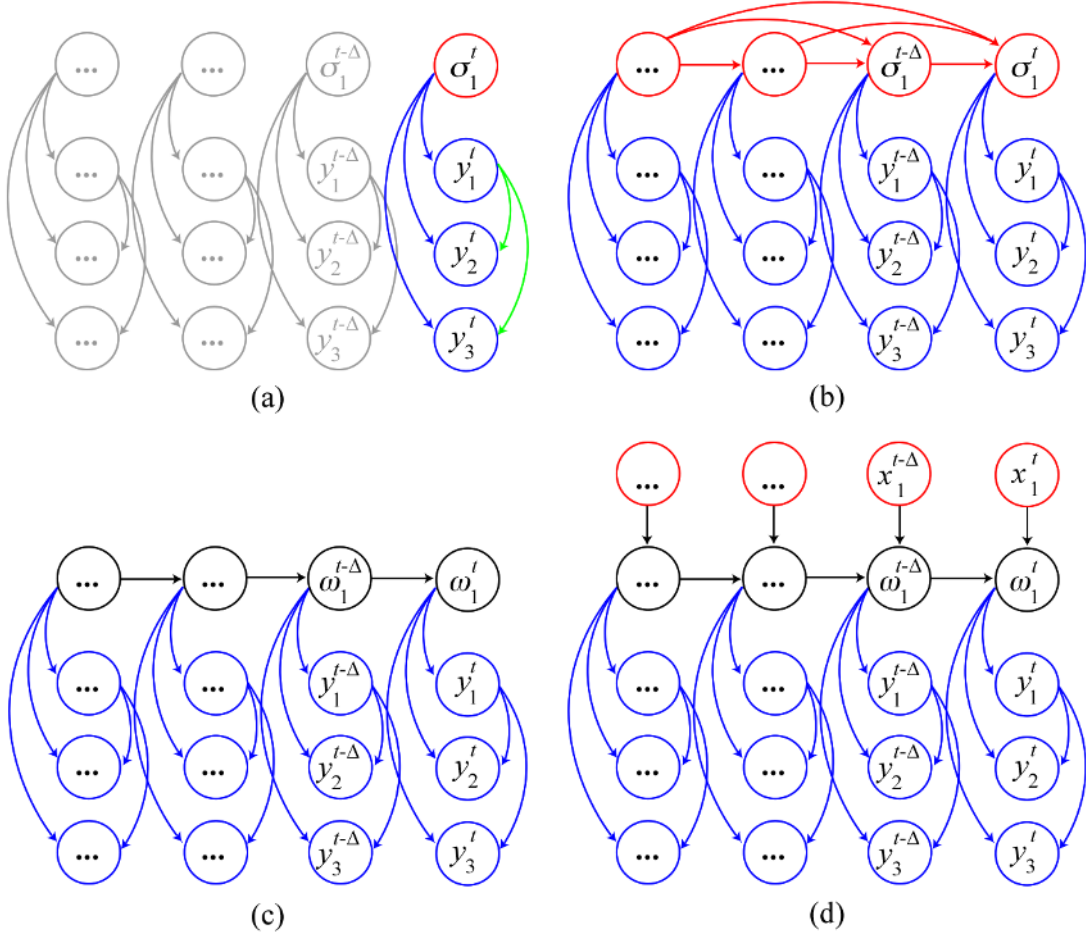 ... ... σ₁ᵗ⁻ᐞ σ₁ᵗ
... ... y₁ᵗ⁻ᐞ y₁ᵗ
... ... y₂ᵗ⁻ᐞ y₂ᵗ
... ... y₃ᵗ⁻ᐞ y₃ᵗ
(a)
... ... σ₁ᵗ⁻ᐞ σ₁ᵗ
... ... y₁ᵗ⁻ᐞ y₁ᵗ
... ... y₂ᵗ⁻ᐞ y₂ᵗ
... ... y₃ᵗ⁻ᐞ y₃ᵗ
(b)
... ... ω₁ᵗ⁻ᐞ ω₁ᵗ
... ... y₁ᵗ⁻ᐞ y₁ᵗ
... ... y₂ᵗ⁻ᐞ y₂ᵗ
... ... y₃ᵗ⁻ᐞ y₃ᵗ
(c)
... ... x₁ᵗ⁻ᐞ x₁ᵗ
... ... ω₁ᵗ⁻ᐞ ω₁ᵗ
... ... y₁ᵗ⁻ᐞ y₁ᵗ
... ... y₂ᵗ⁻ᐞ y₂ᵗ
... ... y₃ᵗ⁻ᐞ y₃ᵗ
(d)